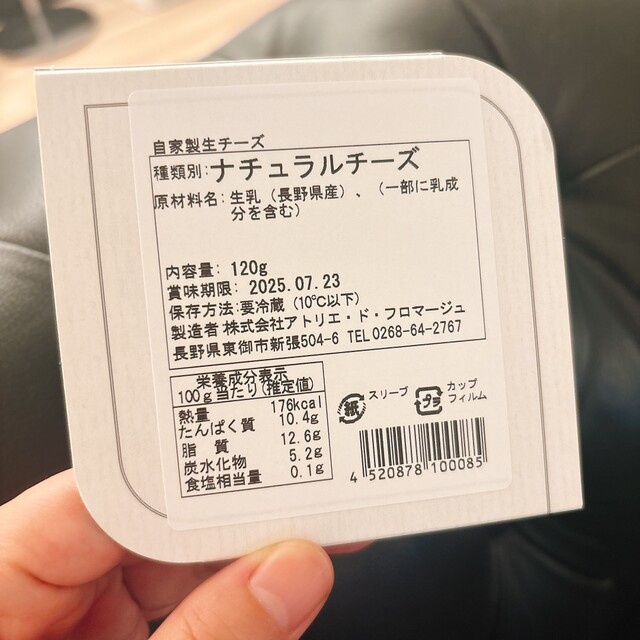 自家製生チーズ
種類別:ナチュラルチーズ
原材料名:生乳（長野県産）、（一部に乳成
分を含む）
内容量: 120g
賞味期限: 2025.07.23
保存方法:要冷蔵（10℃以下）
製造者 株式会社アトリエ・ド・フロマージュ
長野県東御市新張504-6 TEL0268-64-2767
栄養成分表示
100g当たり(推定値)
熱量 176kcal
たんぱく質 10.4g
脂 質 12.6g
炭水化物 5.2g
食塩相当量 0.1g
紙 スリーブ
プラ カップ
フィルム
4 520878 100085